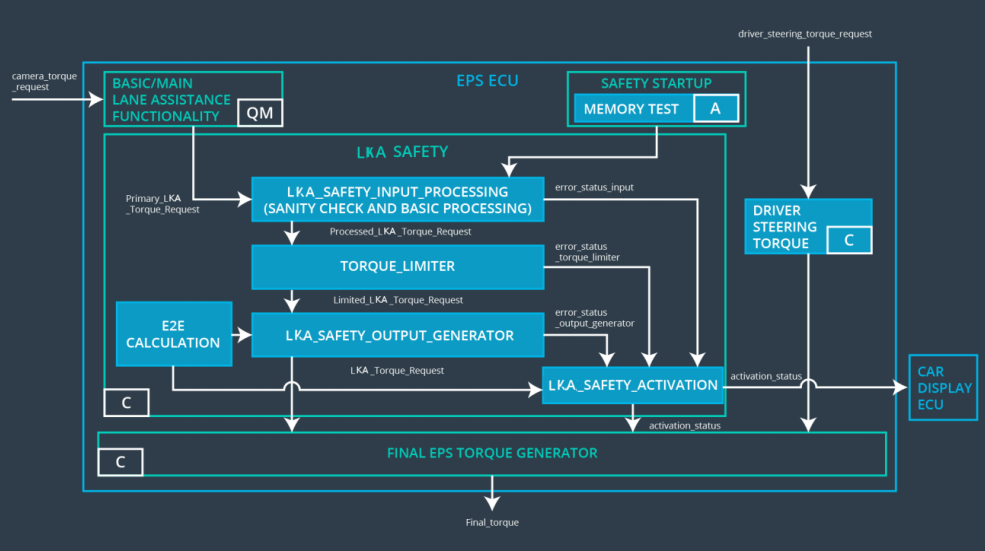 driver_steering_torque_request
camera_torque
_request
EPS ECU
BASIC/MAIN
LANE ASSISTANCE
FUNCTIONALITY
QM
SAFETY STARTUP
MEMORY TEST
A
LKA SAFETY
Primary_LKA
_Torque_Request
LKA_SAFETY_INPUT_PROCESSING
(SANITY CHECK AND BASIC PROCESSING)
error_status_input
DRIVER
STEERING
TORQUE
C
Processed_LKA_Torque_Request
TORQUE_LIMITER
error_status
_torque_limiter
Limited_LKA_Torque_Request
E2E
CALCULATION
LKA_SAFETY_OUTPUT_GENERATOR
error_status
_output_generator
LKA_Torque_Request
LKA_SAFETY_ACTIVATION
activation_status
CAR
DISPLAY
ECU
C
activation_status
FINAL EPS TORQUE GENERATOR
C
Final_torque